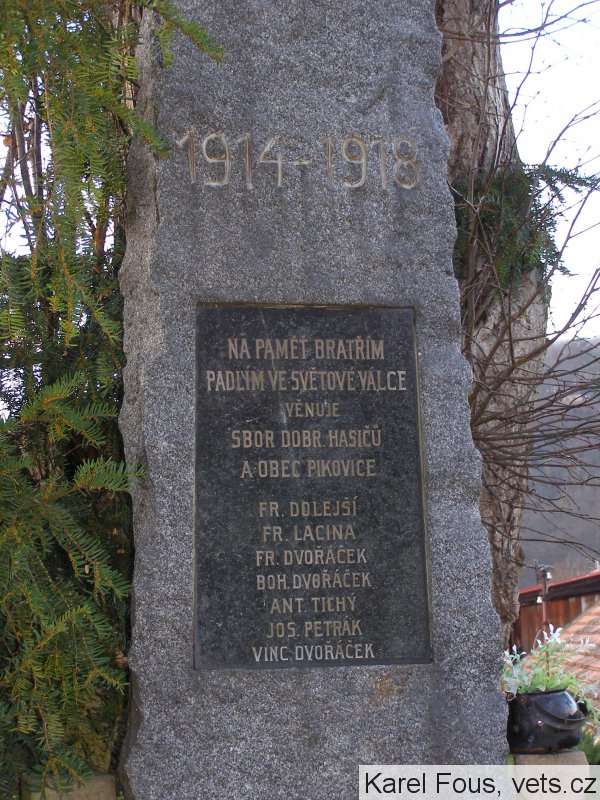 1914-1918
NA PAMĚŤ BRATŘÍM
PADLÝM VE SVĚTOVÉ VÁLCE
VĚNUJE
SBOR DOBR HASIČŮ
A OBEC PIKOVICE
FR. DOLEJŠÍ
FR. LACINA
FR. DVOŘÁČEK
BOH. DVOŘÁČEK
ANT. TICHÝ
JOS. PETRÁK
VINC. DVOŘÁČEK
Karel Fous, vets.cz